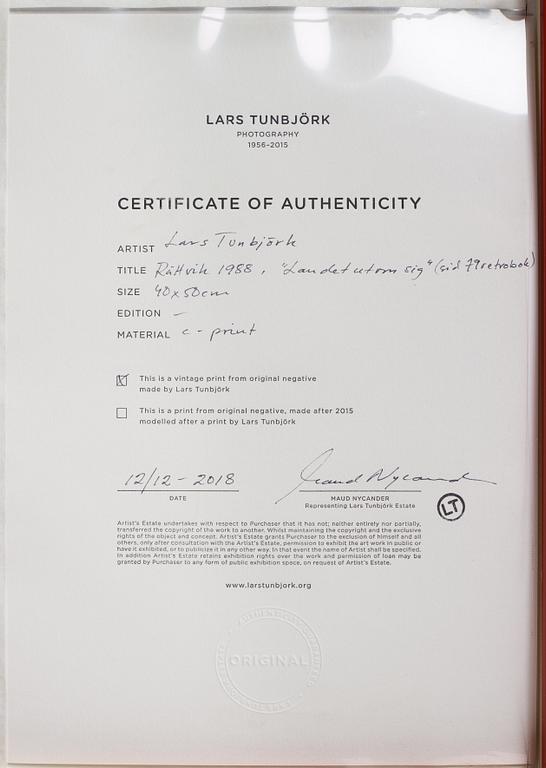 LARS TUNBJÖRK
PHOTOGRAPHY
1956–2015
CERTIFICATE OF AUTHENTICITY
ARTIST Lars Tunbjörk
TITLE Rättvik 1988, "Landet utom sig" (sid 79 retrobok)
SIZE 40x50cm
EDITION –
MATERIAL c-print
This is a vintage print from original negative
made by Lars Tunbjörk
This is a print from original negative, made after 2015
modelled after a print by Lars Tunbjörk
12/12-2018 Maud Nycander
DATE MAUD NYCANDER
Representing Lars Tunbjörk Estate
LT
Artist's Estate undertakes with respect to Purchaser that it has not; neither entirely nor partially,
transferred the copyright of the work to another. Whilst maintaining the copyright and the exclusive
rights of the object and concept. Artist's Estate grants Purchaser to the exclusion of himself and all
others, only after consultation with the Artist's Estate, permission to exhibit the art work in public or
have it exhibited, or to publicize it in any other way. In that event the name of Artist shall be specified.
In addition Artist's Estate retains exhibition rights over the work and permission of loan may be
granted by Purchaser to any form of public exhibition space, on request of Artist's Estate.
www.larstunbjork.org
ORIGINAL